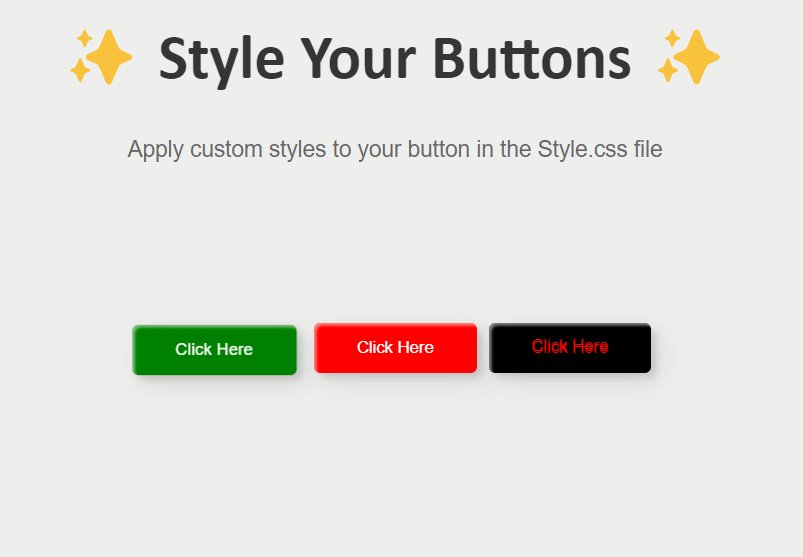 Style Your Buttons
Apply custom styles to your button in the Style.css file
Click Here Click Here Click Here